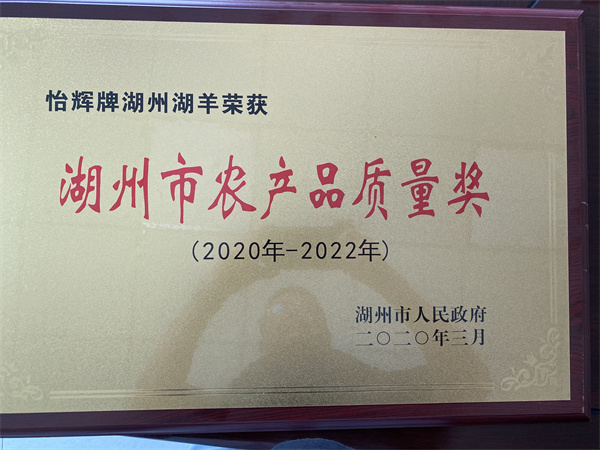 怡辉牌湖州湖羊荣获
湖州市农产品质量奖
(2020年-2022年)
湖州市人民政府
二〇二〇年三月